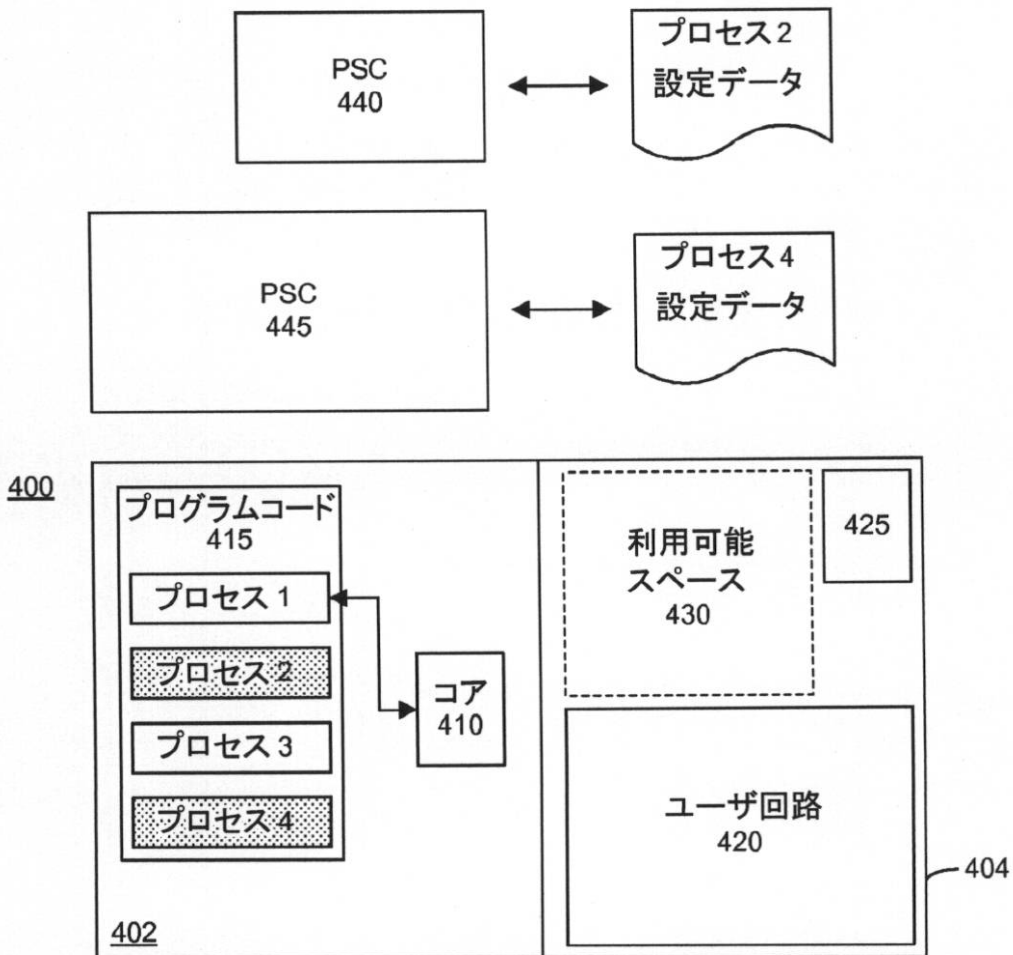 PSC
440
プロセス2
設定データ
PSC
445
プロセス4
設定データ
400
プログラムコード
415
プロセス1
プロセス2
プロセス3
プロセス4
コア
410
402
利用可能
スペース
430
425
ユーザ回路
420
404